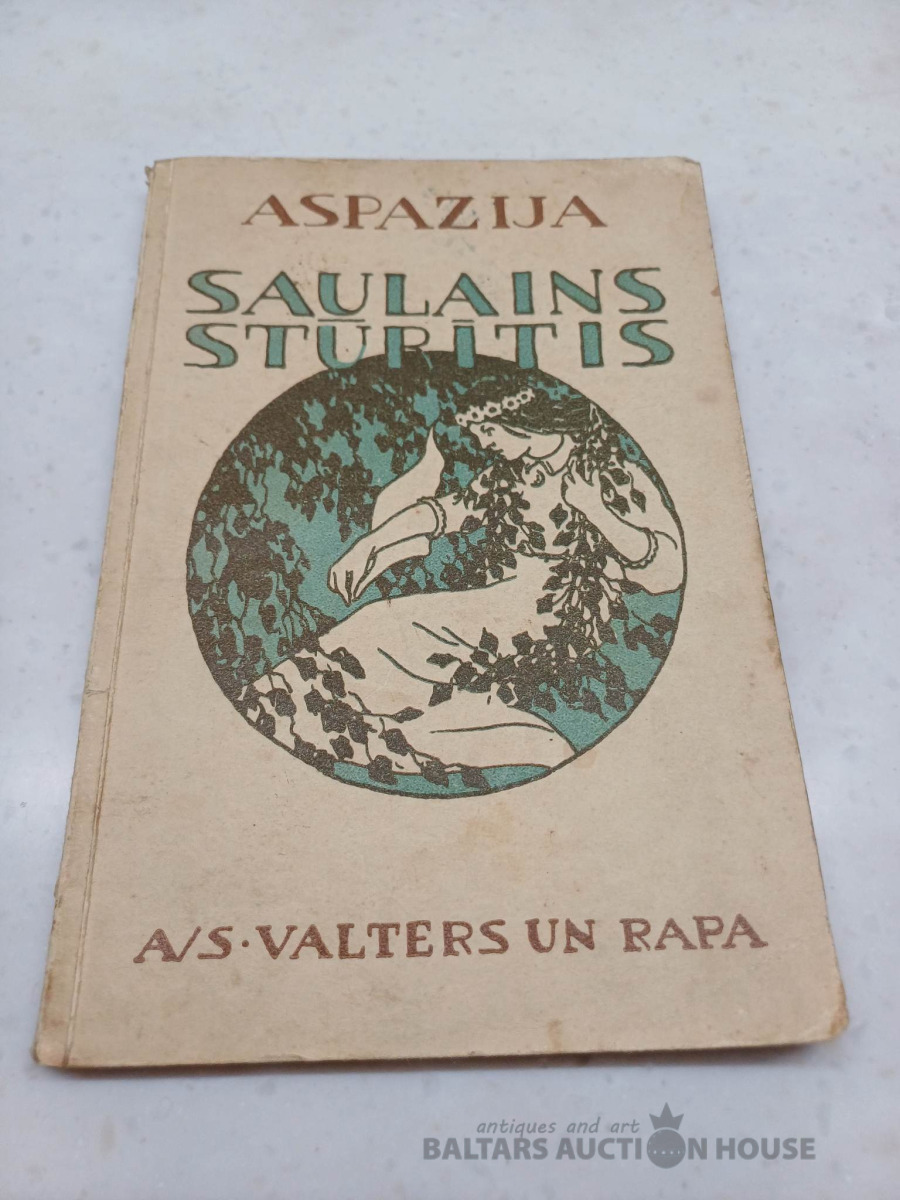 ASPAZIJA
SAULAINS
STŪRĪTIS
A/S·VALTERS UN RAPA
antiques and art
BALTARS AUCTION HOUSE